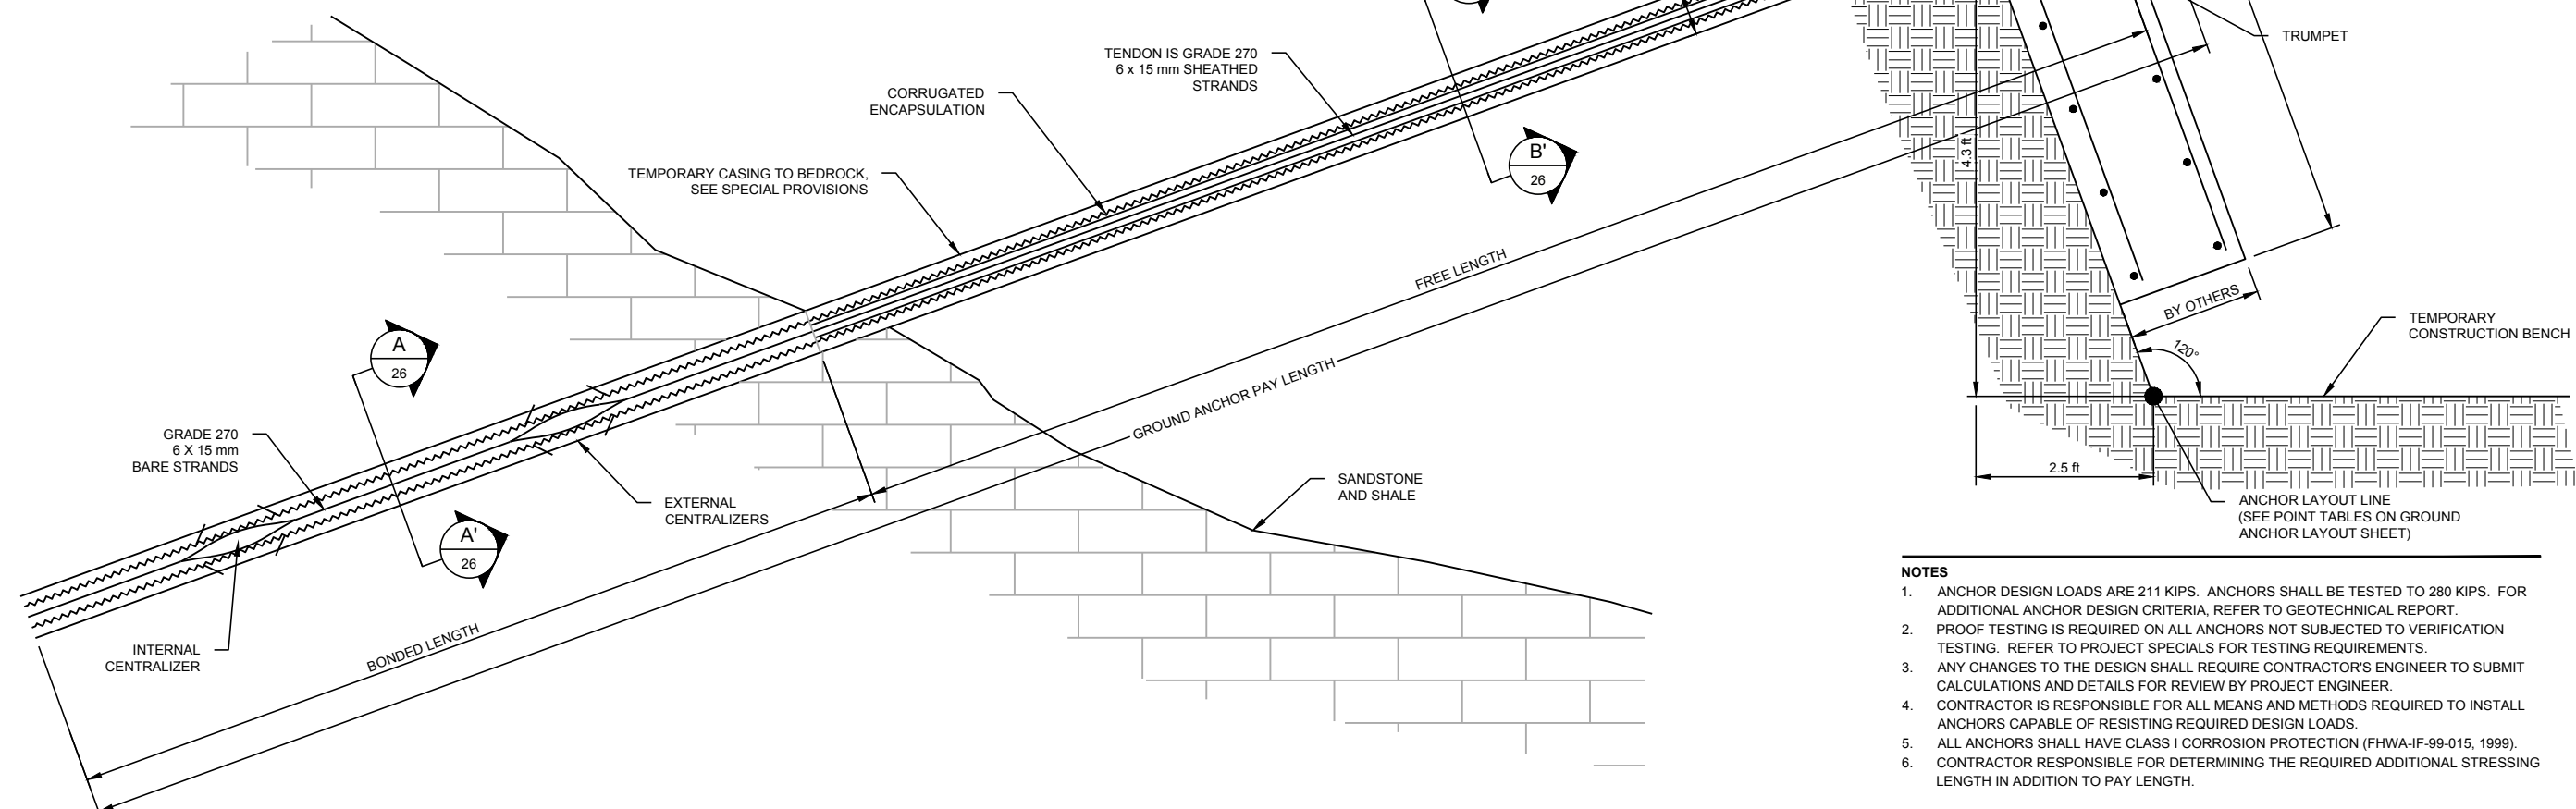 TRUMPET
TENDON IS GRADE 270
6 x 15 mm SHEATHED
STRANDS
CORRUGATED
ENCAPSULATION
TEMPORARY CASING TO BEDROCK,
SEE SPECIAL PROVISIONS
B'
26
4.3 ft
FREE LENGTH
BY OTHERS
TEMPORARY
CONSTRUCTION BENCH
120°
A
26
GROUND ANCHOR PAY LENGTH
GRADE 270
6 X 15 mm
BARE STRANDS
EXTERNAL
CENTRALIZERS
SANDSTONE
AND SHALE
2.5 ft
ANCHOR LAYOUT LINE
(SEE POINT TABLES ON GROUND
ANCHOR LAYOUT SHEET)
A'
26
INTERNAL
CENTRALIZER
BONDED LENGTH
NOTES
1. ANCHOR DESIGN LOADS ARE 211 KIPS. ANCHORS SHALL BE TESTED TO 280 KIPS. FOR
ADDITIONAL ANCHOR DESIGN CRITERIA, REFER TO GEOTECHNICAL REPORT.
2. PROOF TESTING IS REQUIRED ON ALL ANCHORS NOT SUBJECTED TO VERIFICATION
TESTING. REFER TO PROJECT SPECIALS FOR TESTING REQUIREMENTS.
3. ANY CHANGES TO THE DESIGN SHALL REQUIRE CONTRACTOR'S ENGINEER TO SUBMIT
CALCULATIONS AND DETAILS FOR REVIEW BY PROJECT ENGINEER.
4. CONTRACTOR IS RESPONSIBLE FOR ALL MEANS AND METHODS REQUIRED TO INSTALL
ANCHORS CAPABLE OF RESISTING REQUIRED DESIGN LOADS.
5. ALL ANCHORS SHALL HAVE CLASS I CORROSION PROTECTION (FHWA-IF-99-015, 1999).
6. CONTRACTOR RESPONSIBLE FOR DETERMINING THE REQUIRED ADDITIONAL STRESSING
LENGTH IN ADDITION TO PAY LENGTH.